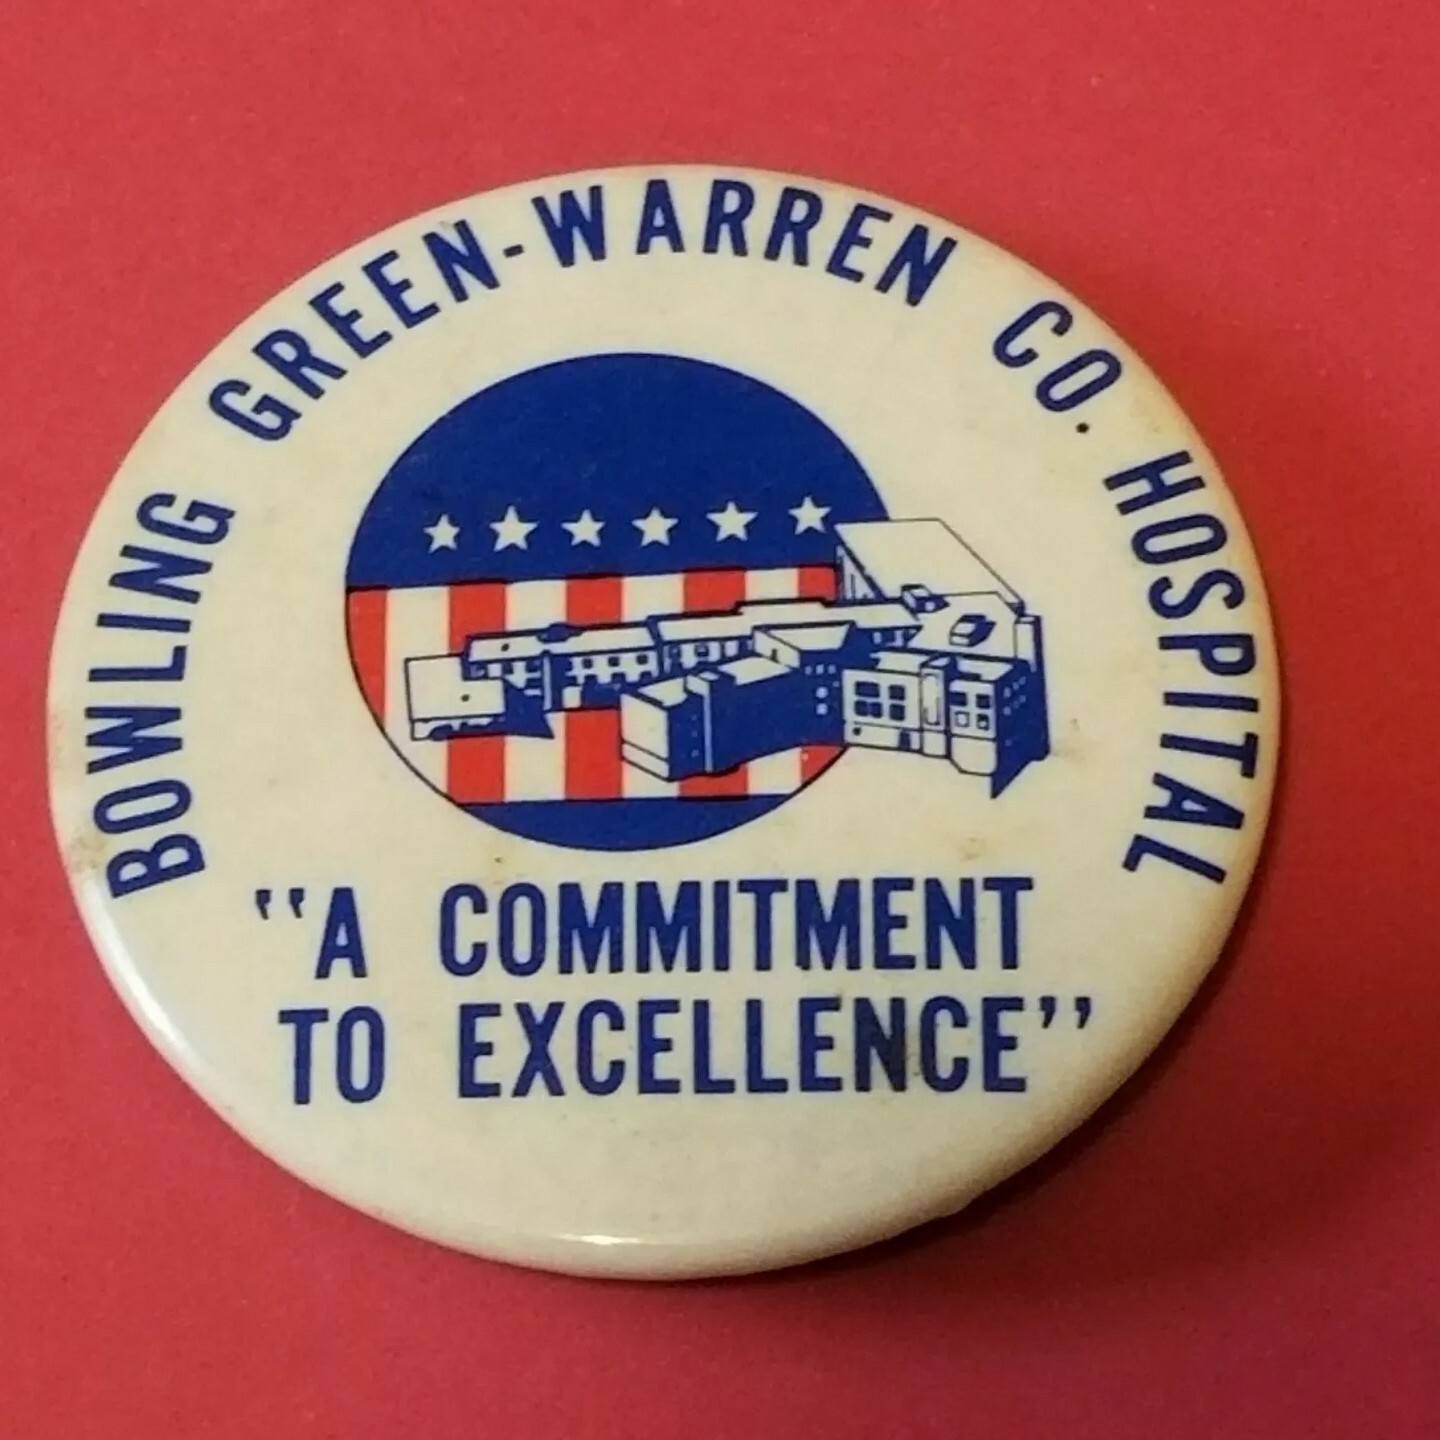 BOWLING GREEN-WARREN CO. HOSPITAL
"A COMMITMENT
TO EXCELLENCE"